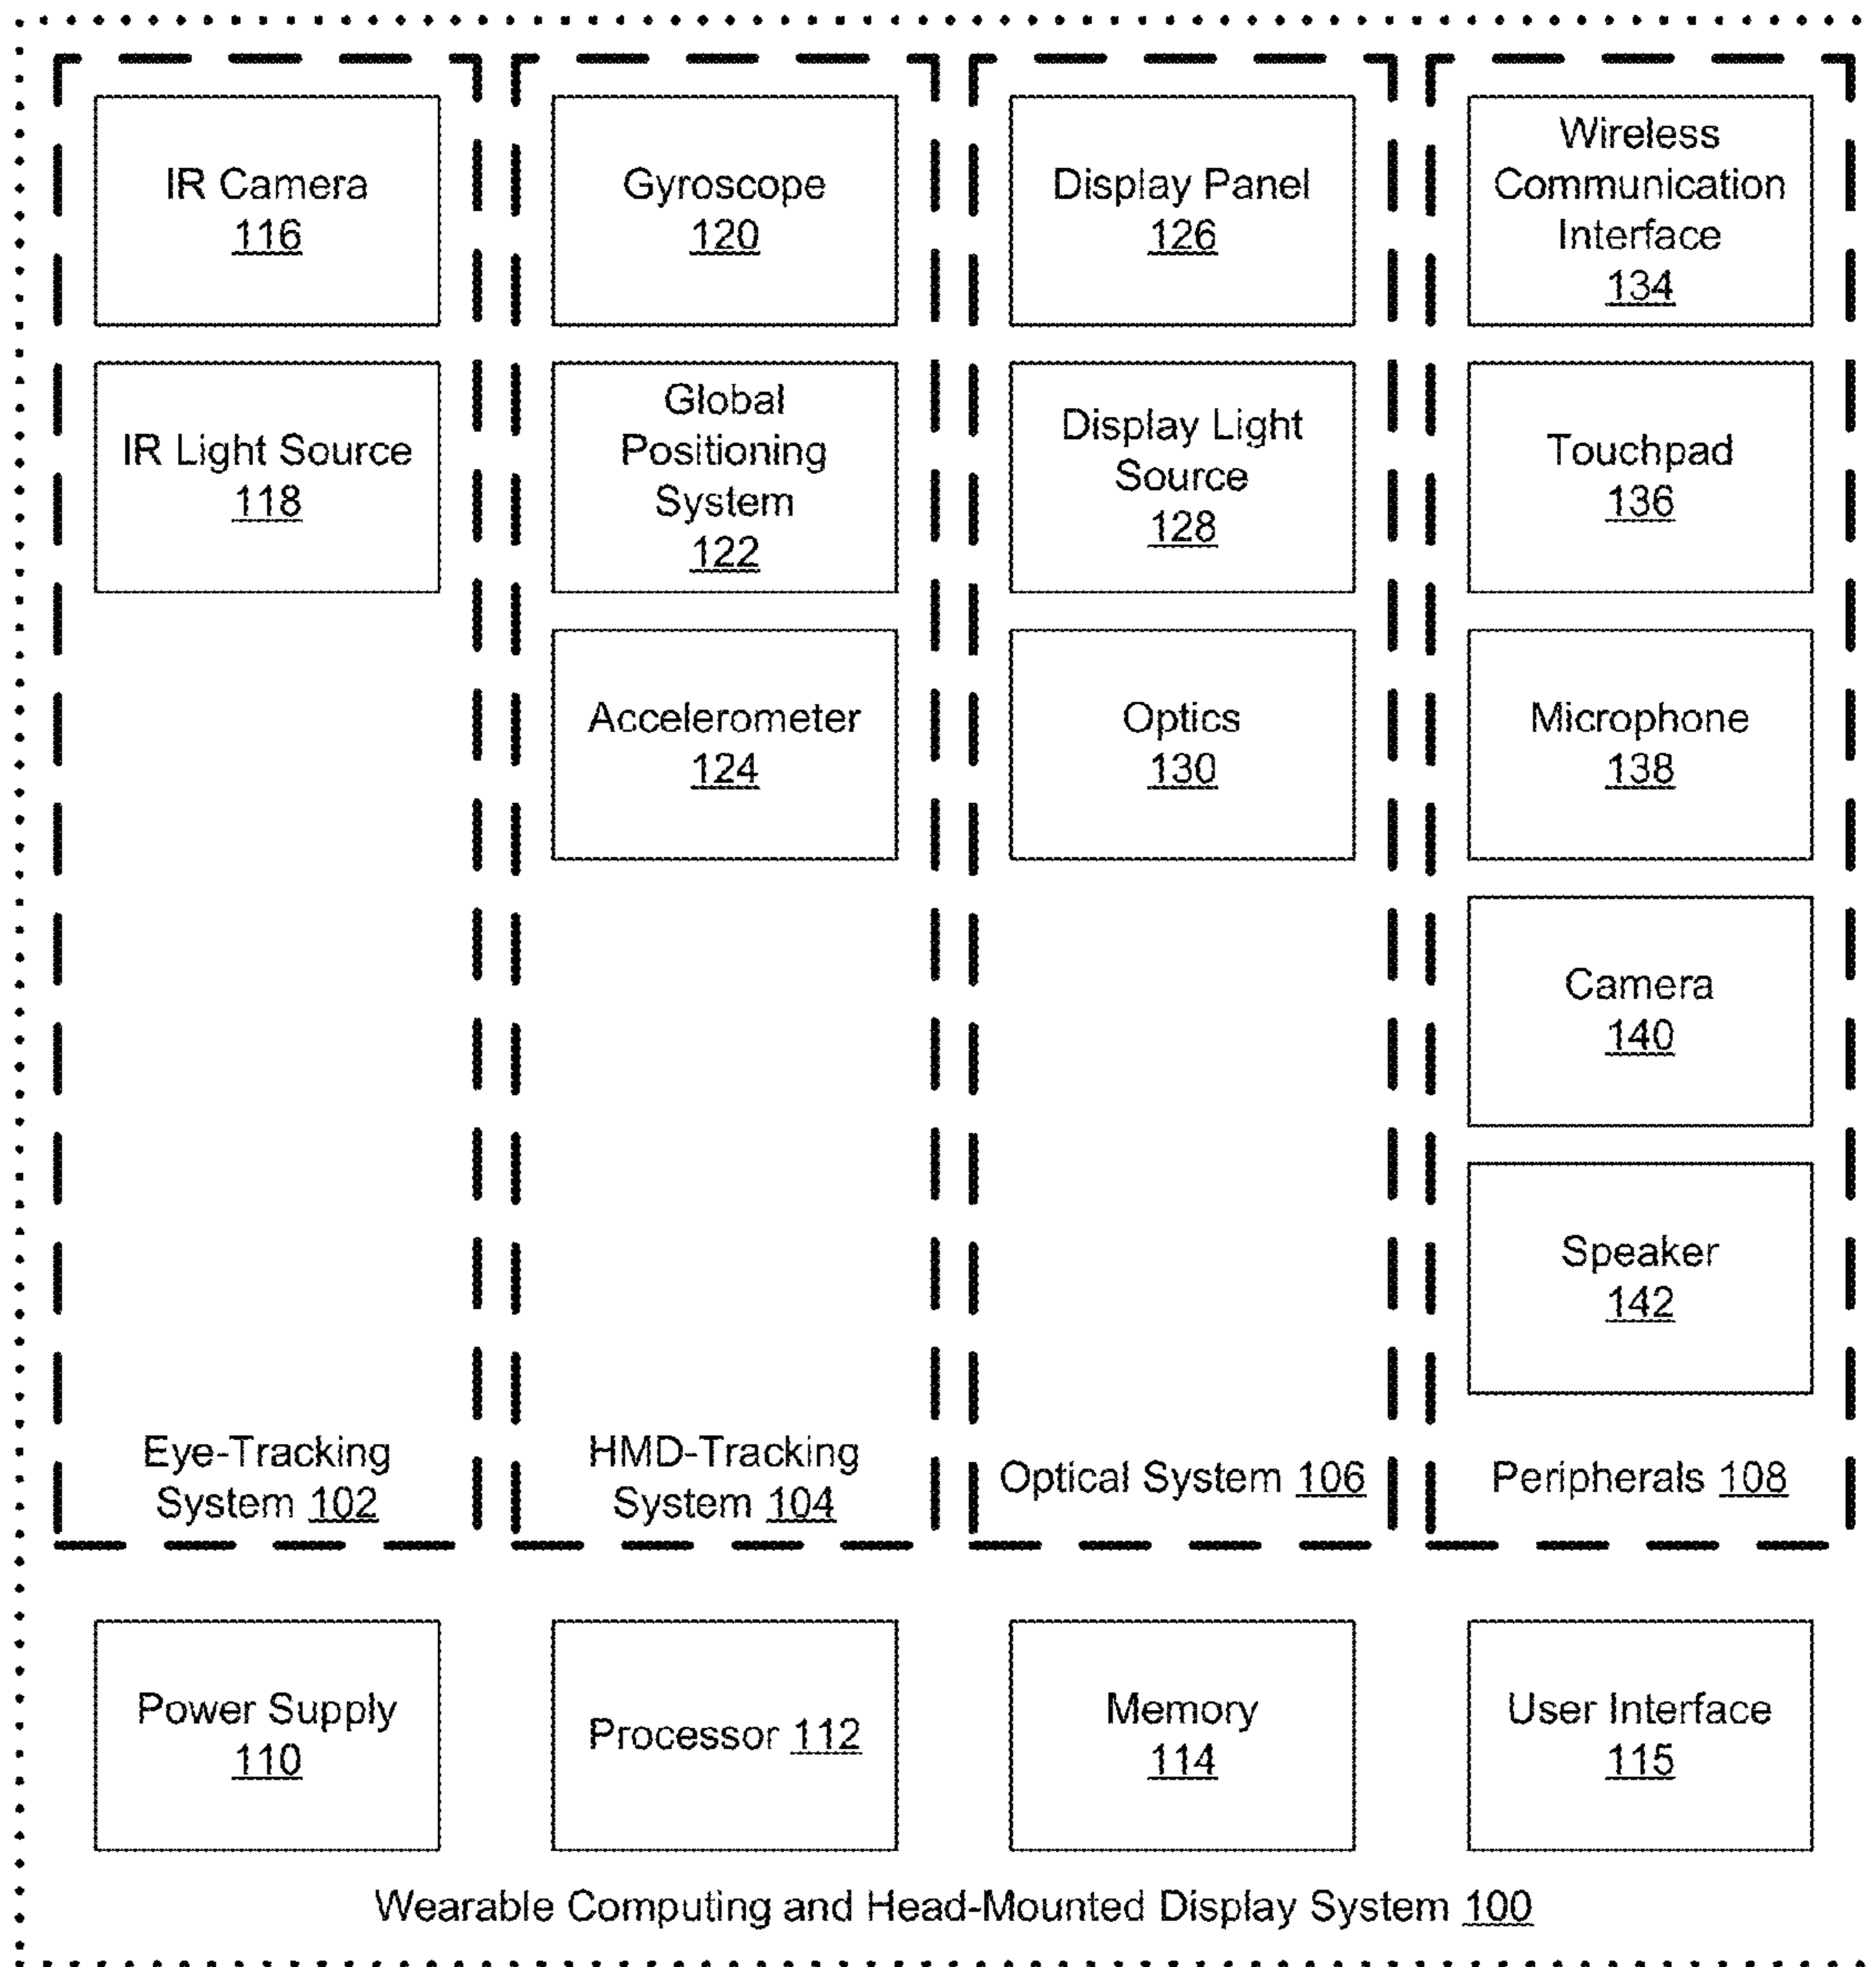 IR Camera
116
IR Light Source
118
Eye-Tracking
System 102
Gyroscope
120
Global
Positioning
System
122
Accelerometer
124
HMD-Tracking
System 104
Display Panel
126
Display Light
Source
128
Optics
130
Optical System 106
Wireless
Communication
Interface
134
Touchpad
136
Microphone
138
Camera
140
Speaker
142
Peripherals 108
Power Supply
110
Processor 112
Memory
114
User Interface
115
Wearable Computing and Head-Mounted Display System 100